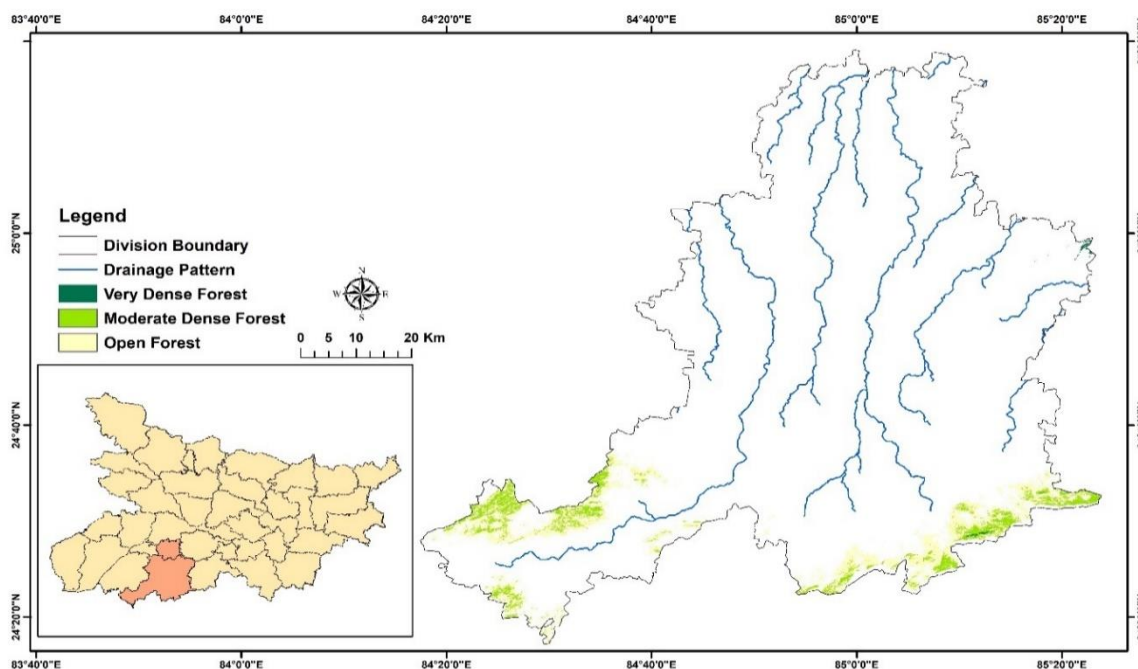 83°40'0"E 84°0'0"E 84°20'0"E 84°40'0"E 85°0'0"E 85°20'0"E
25°0'0"N
24°40'0"N
24°20'0"N
Legend
Division Boundary
Drainage Pattern
Very Dense Forest
Moderate Dense Forest
Open Forest
N
W E
S
0 5 10 20 Km
83°40'0"E 84°0'0"E 84°20'0"E 84°40'0"E 85°0'0"E 85°20'0"E